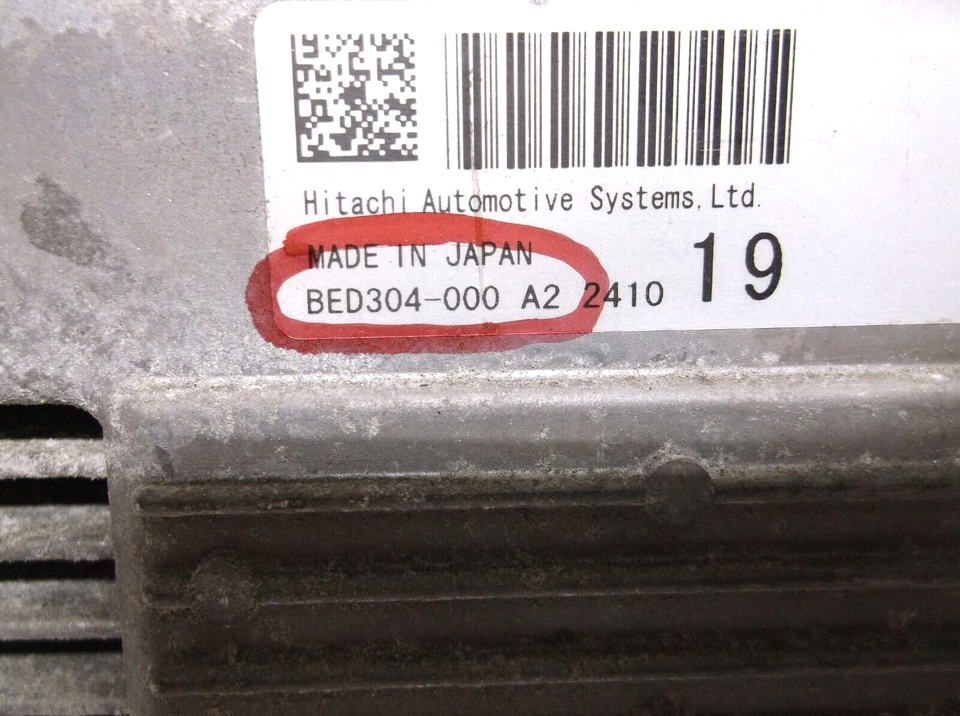 Hitachi Automotive Systems, Ltd.
MADE IN JAPAN
BED304-000 A2 2410
19